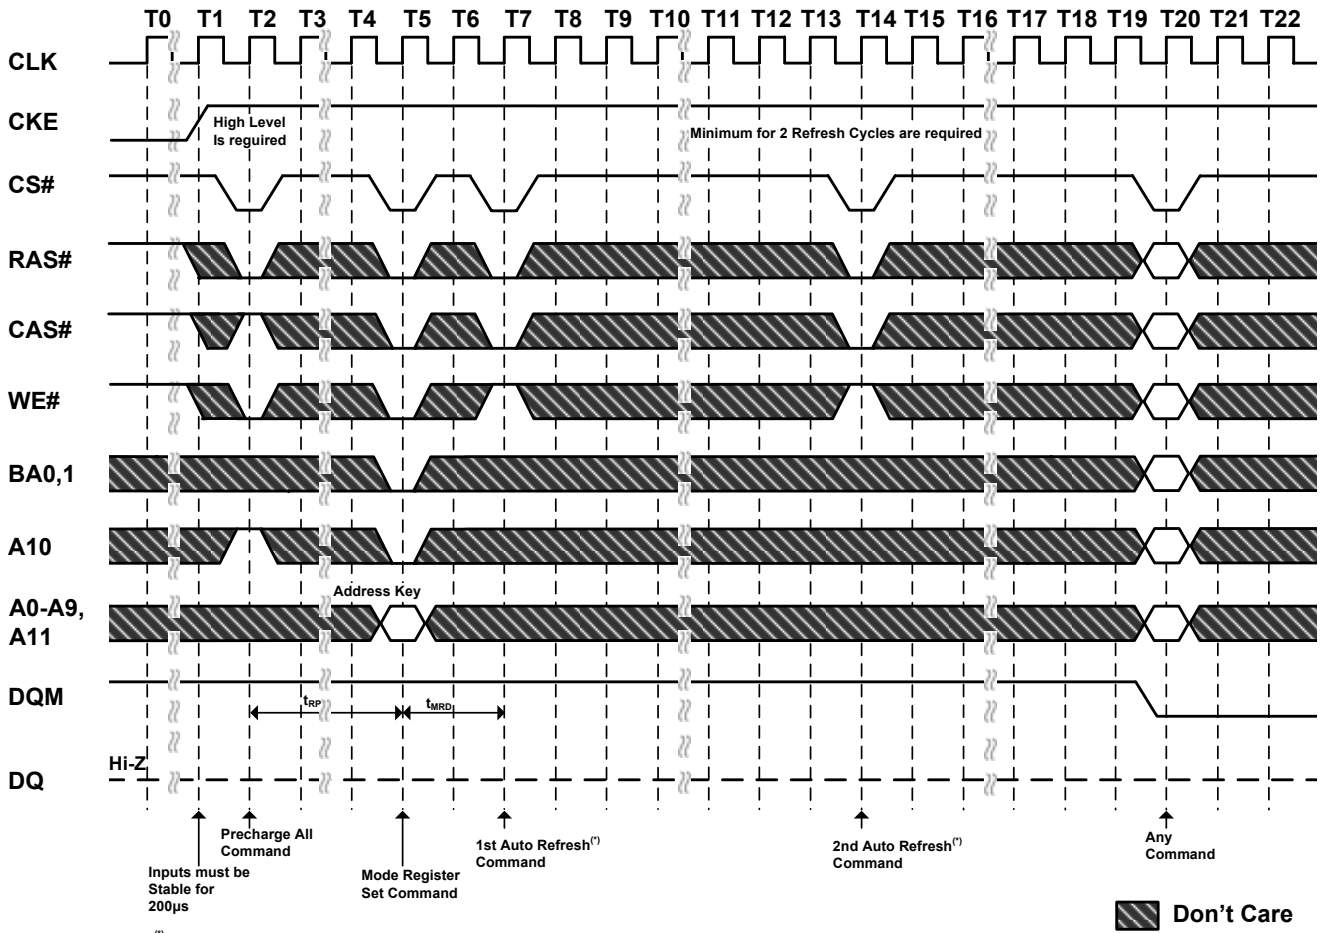 T0 T1 T2 T3 T4 T5 T6 T7 T8 T9 T10 T11 T12 T13 T14 T15 T16 T17 T18 T19 T20 T21 T22
CLK
CKE
High Level
Is reguired
Minimum for 2 Refresh Cycles are required
CS#
RAS#
CAS#
WE#
BA0,1
A10
Address Key
A0-A9,
A11
DQM
tRP
tMRD
Hi-Z
DQ
Inputs must be
Stable for
200μs
Precharge All
Command
Mode Register
Set Command
1st Auto Refresh(*)
Command
2nd Auto Refresh(*)
Command
Any
Command
Don't Care
(*)